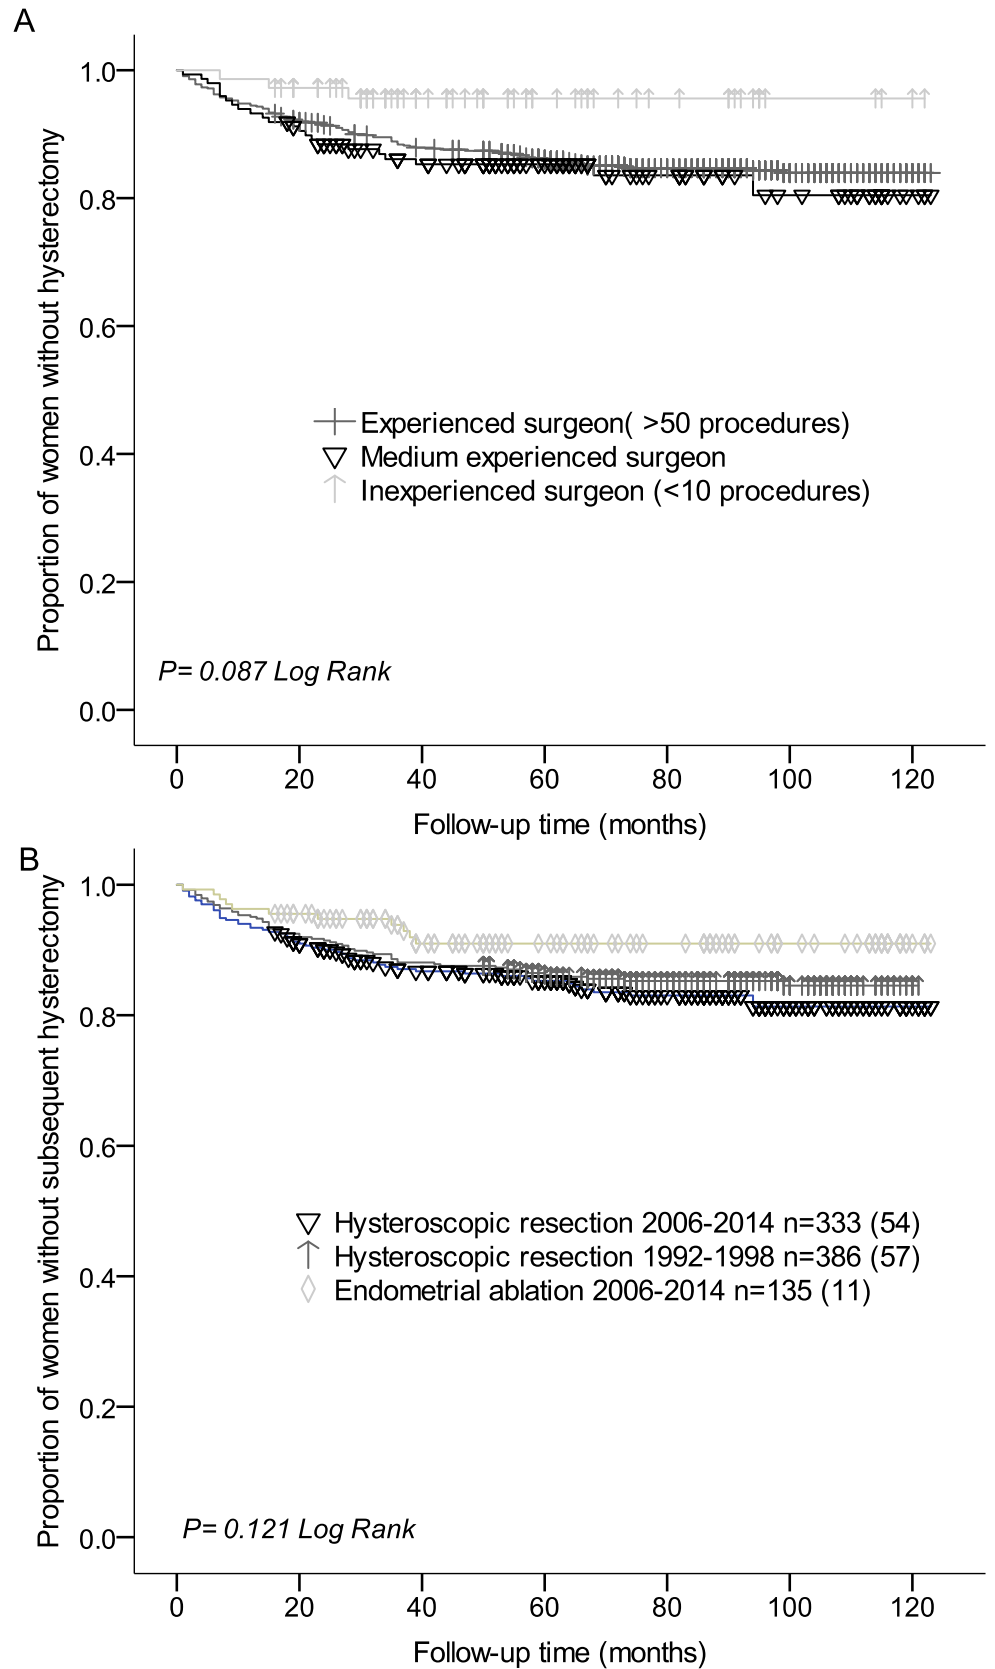 A
Proportion of women without hysterectomy
1.0
0.8
0.6
0.4
0.2
0.0
Experienced surgeon( >50 procedures)
Medium experienced surgeon
Inexperienced surgeon (<10 procedures)
P= 0.087 Log Rank
0 20 40 60 80 100 120
Follow-up time (months)
B
Proportion of women without subsequent hysterectomy
1.0
0.8
0.6
0.4
0.2
0.0
Hysteroscopic resection 2006-2014 n=333 (54)
Hysteroscopic resection 1992-1998 n=386 (57)
Endometrial ablation 2006-2014 n=135 (11)
P= 0.121 Log Rank
0 20 40 60 80 100 120
Follow-up time (months)